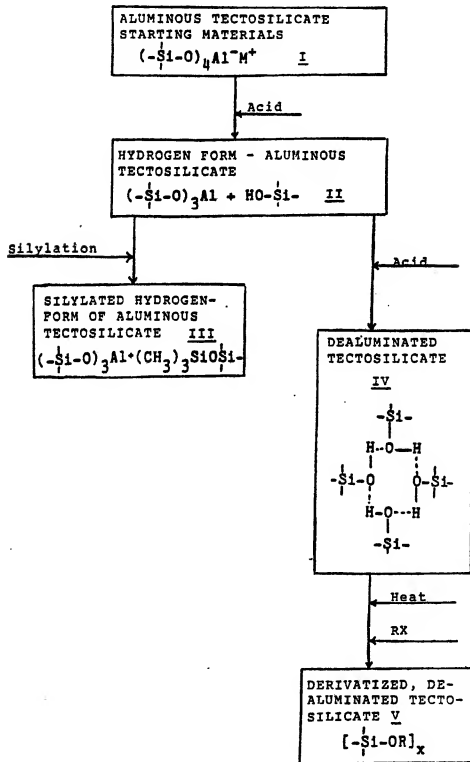 ALUMINOUS TECTOSILICATE
STARTING MATERIALS
(-Si-O)₄Al⁻M⁺ I
Acid
HYDROGEN FORM - ALUMINOUS
TECTOSILICATE
(-Si-O)₃Al + HO-Si- II
Silylation
Acid
SILYLATED HYDROGEN-
FORM OF ALUMINOUS
TECTOSILICATE III
(-Si-O)₃Al+(CH₃)₃SiOSi-
DEALUMINATED
TECTOSILICATE
IV
-Si-
H--O-H
-Si-O O-Si-
H-O---H
-Si-
Heat
RX
DERIVATIZED, DE-
ALUMINATED TECTO-
SILICATE V
[-Si-OR]ₓ